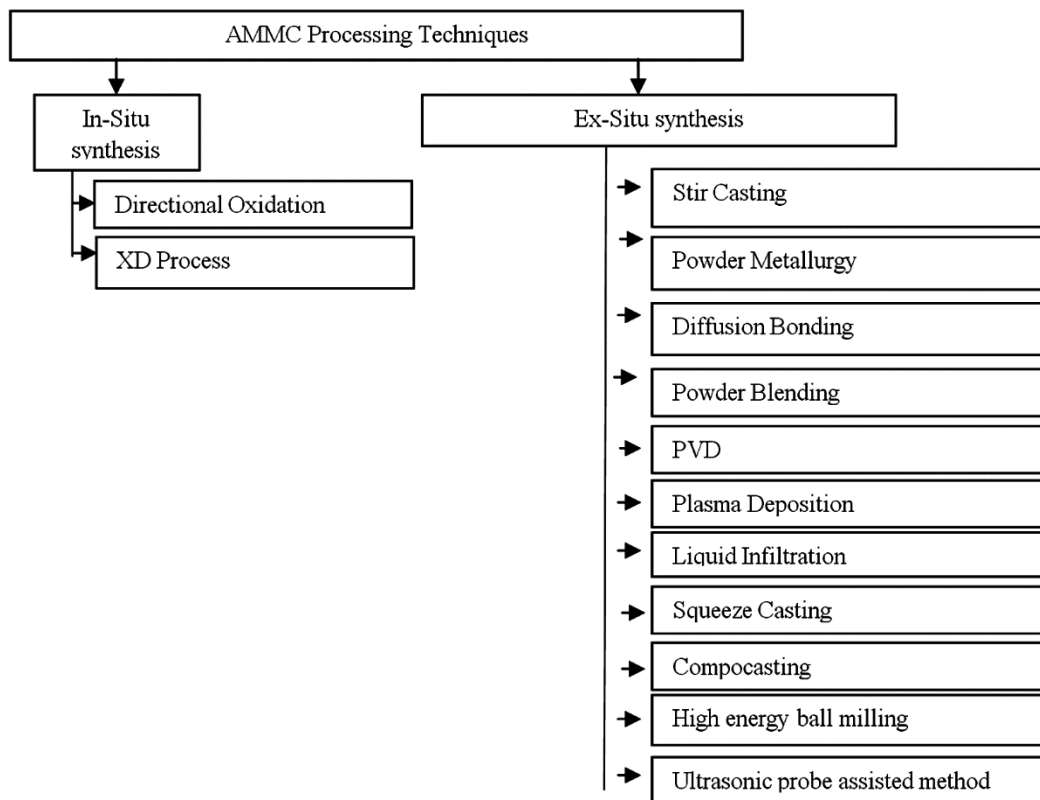 AMMC Processing Techniques
In-Situ
synthesis
Directional Oxidation
XD Process
Ex-Situ synthesis
Stir Casting
Powder Metallurgy
Diffusion Bonding
Powder Blending
PVD
Plasma Deposition
Liquid Infiltration
Squeeze Casting
Compocasting
High energy ball milling
Ultrasonic probe assisted method